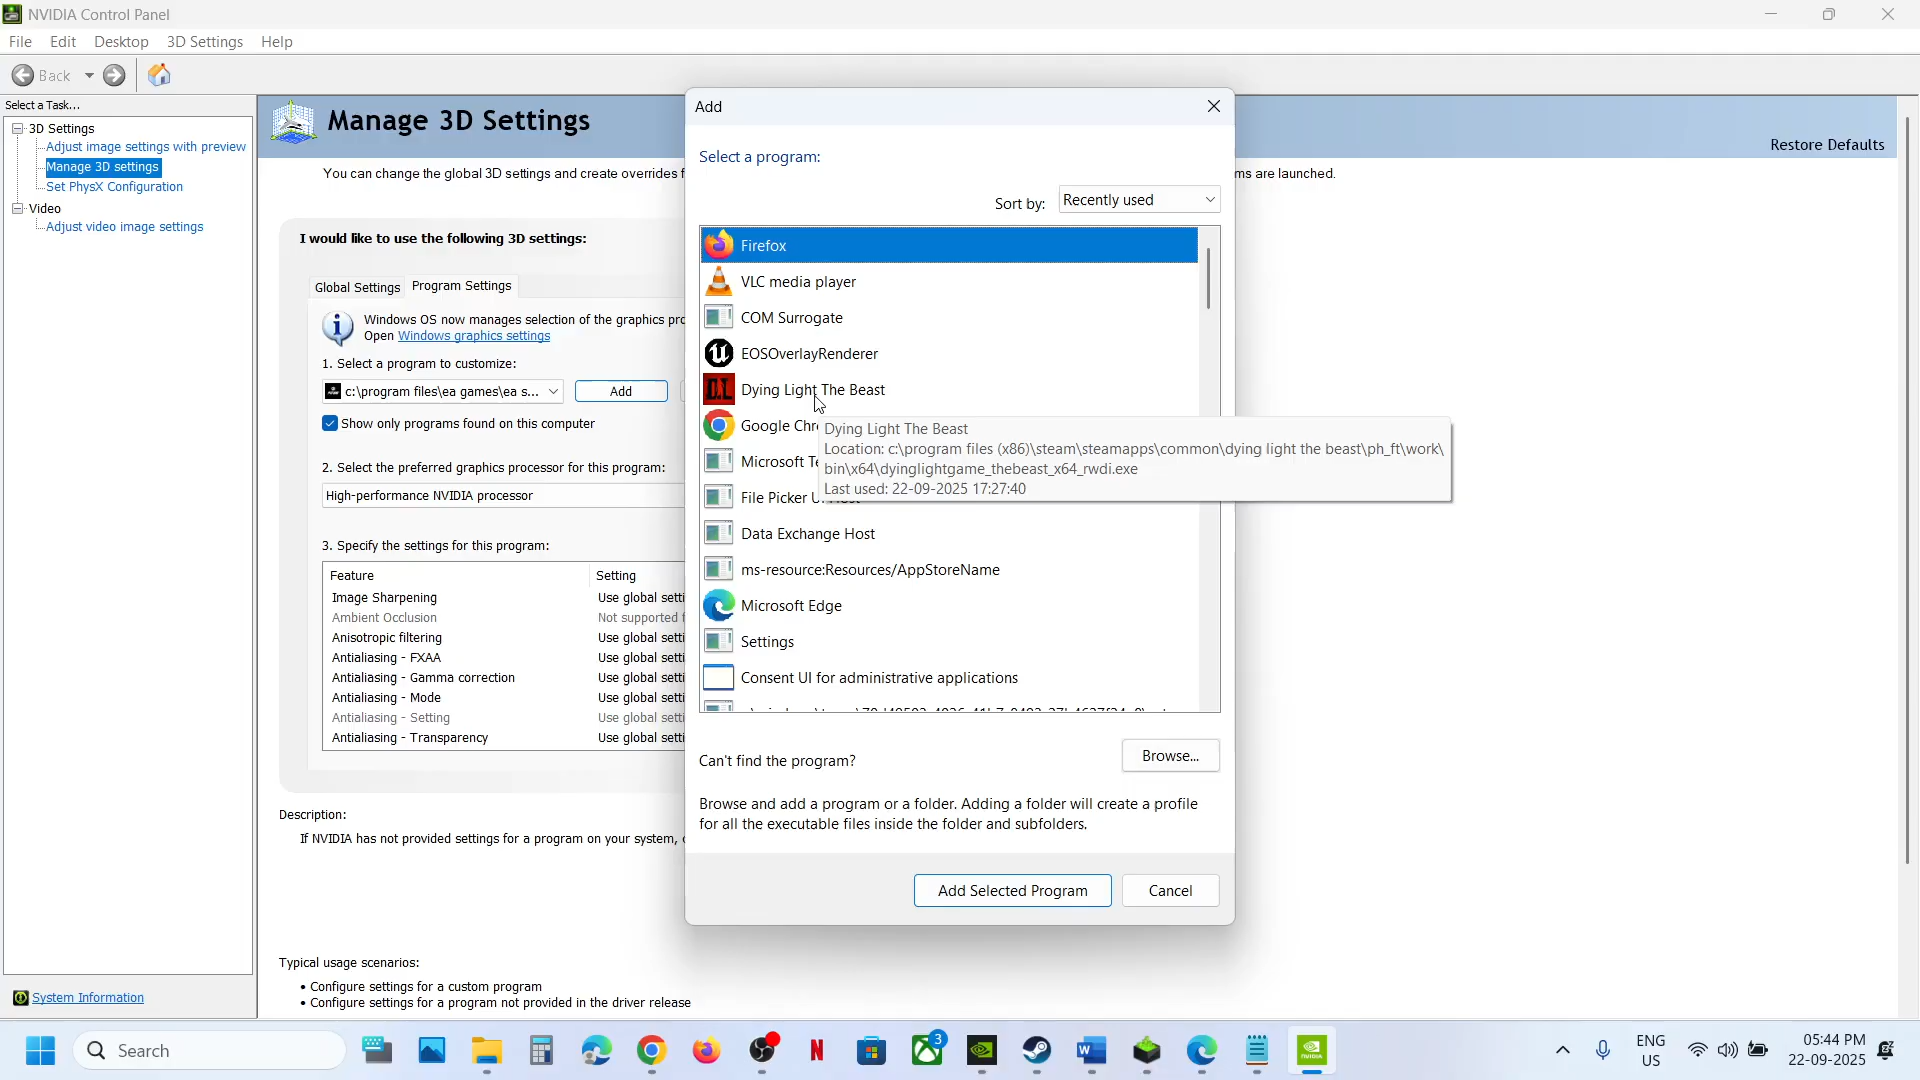 NVIDIA Control Panel
File Edit Desktop 3D Settings Help
Back
Select a Task...
3D Settings
Adjust image settings with preview
Manage 3D settings
Set PhysX Configuration
Video
Adjust video image settings
System Information
Manage 3D Settings
Restore Defaults
You can change the global 3D settings and create overrides f
ms are launched.
I would like to use the following 3D settings:
Global Settings Program Settings
Windows OS now manages selection of the graphics pro
Open Windows graphics settings
1. Select a program to customize:
c:\program files\ea games\ea s... Add
Show only programs found on this computer
2. Select the preferred graphics processor for this program:
High-performance NVIDIA processor
3. Specify the settings for this program:
Feature Setting
Image Sharpening Use global setti
Ambient Occlusion Not supported f
Anisotropic filtering Use global setti
Antialiasing - FXAA Use global setti
Antialiasing - Gamma correction Use global setti
Antialiasing - Mode Use global setti
Antialiasing - Setting Use global setti
Antialiasing - Transparency Use global setti
Description:
If NVIDIA has not provided settings for a program on your system,
Typical usage scenarios:
• Configure settings for a custom program
• Configure settings for a program not provided in the driver release
Add
Select a program:
Sort by: Recently used
Firefox
VLC media player
COM Surrogate
EOSOverlayRenderer
Dying Light The Beast
Google Chr
Microsoft Te
File Picker U
Data Exchange Host
ms-resource:Resources/AppStoreName
Microsoft Edge
Settings
Consent UI for administrative applications
Dying Light The Beast
Location: c:\program files (x86)\steam\steamapps\common\dying light the beast\ph_ft\work\
bin\x64\dyinglightgame_thebeast_x64_rwdi.exe
Last used: 22-09-2025 17:27:40
Can't find the program?
Browse...
Browse and add a program or a folder. Adding a folder will create a profile
for all the executable files inside the folder and subfolders.
Add Selected Program Cancel
Search
3
ENG
US
05:44 PM
22-09-2025